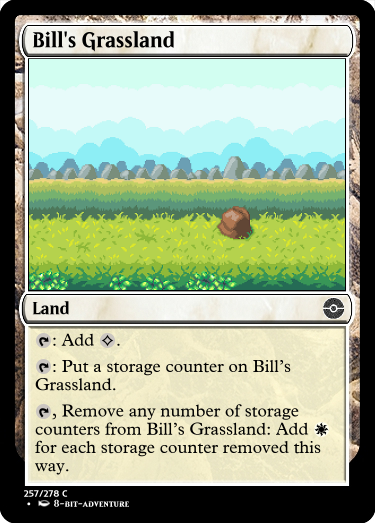 Bill's Grassland
Land
: Add .
: Put a storage counter on Bill's
Grassland.
, Remove any number of storage
counters from Bill's Grassland: Add
for each storage counter removed this
way.
257/278 C
• 8-BIT-ADVENTURE